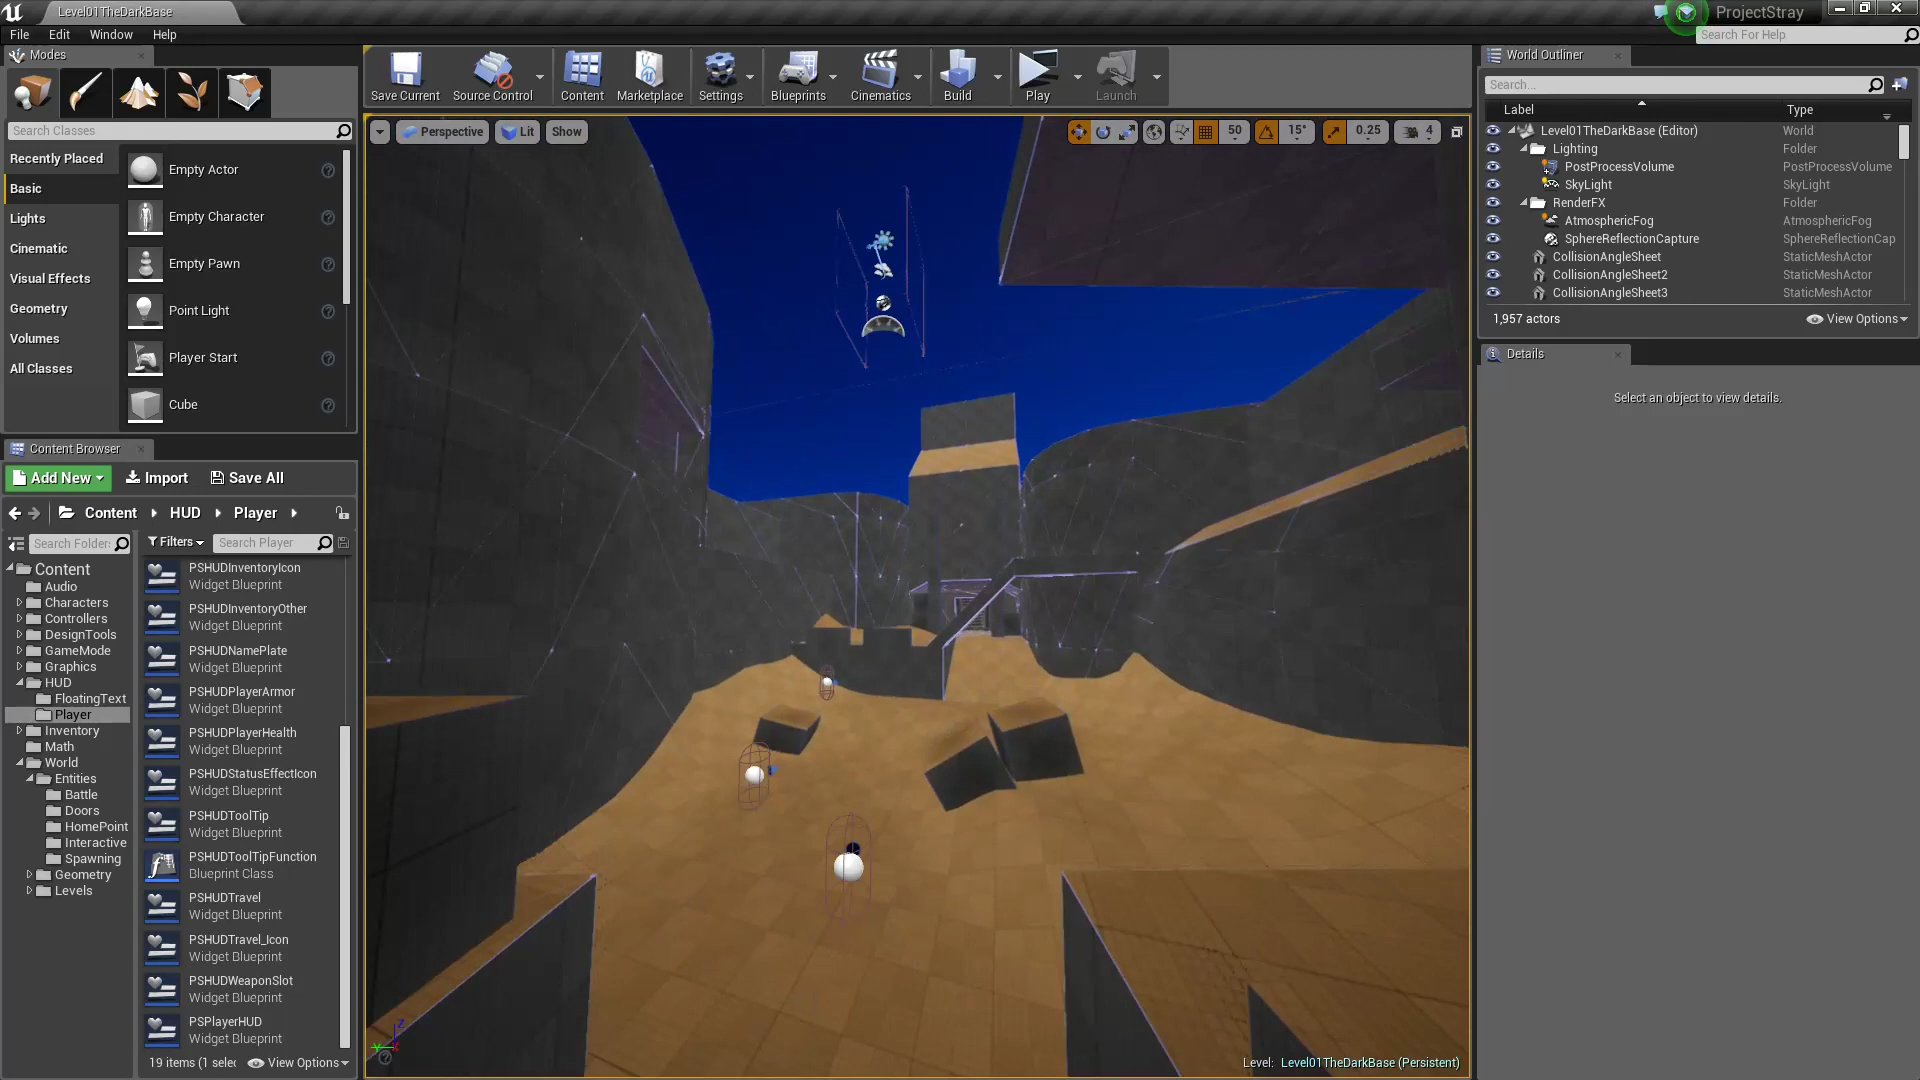 Level01TheDarkBase
ProjectStray
File Edit Window Help
Search For Help
Modes
Search Classes
Recently Placed
Basic
Lights
Cinematic
Visual Effects
Geometry
Volumes
All Classes
Empty Actor
Empty Character
Empty Pawn
Point Light
Player Start
Cube
Save Current Source Control Content Marketplace Settings Blueprints Cinematics Build Play Launch
Perspective Lit Show
50 15° 0.25 4
Level: Level01TheDarkBase (Persistent)
Content Browser
Add New Import Save All
Content HUD Player
Search Folder:
Filters Search Player
Content
Audio
Characters
Controllers
DesignTools
GameMode
Graphics
HUD
FloatingText
Player
Inventory
Math
World
Entities
Battle
Doors
HomePoint
Interactive
Spawning
Geometry
Levels
PSHUDInventoryIcon
Widget Blueprint
PSHUDInventoryOther
Widget Blueprint
PSHUDNamePlate
Widget Blueprint
PSHUDPlayerArmor
Widget Blueprint
PSHUDPlayerHealth
Widget Blueprint
PSHUDStatusEffectIcon
Widget Blueprint
PSHUDToolTip
Widget Blueprint
PSHUDToolTipFunction
Blueprint Class
PSHUDTravel
Widget Blueprint
PSHUDTravel_Icon
Widget Blueprint
PSHUDWeaponSlot
Widget Blueprint
PSPlayerHUD
Widget Blueprint
19 items (1 selec View Options
World Outliner
Search...
Label Type
Level01TheDarkBase (Editor) World
Lighting Folder
PostProcessVolume PostProcessVolume
SkyLight SkyLight
RenderFX Folder
AtmosphericFog AtmosphericFog
SphereReflectionCapture SphereReflectionCap
CollisionAngleSheet StaticMeshActor
CollisionAngleSheet2 StaticMeshActor
CollisionAngleSheet3 StaticMeshActor
1,957 actors View Options
Details
Select an object to view details.